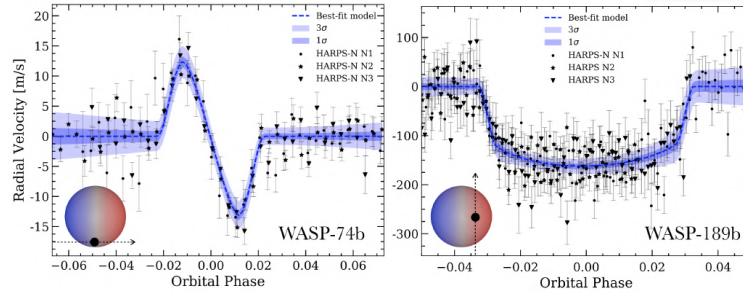 Best-fit model
3σ
1σ
HARPS-N N1
HARPS-N N2
HARPS-N N3
20
15
10
5
0
-5
-10
-15
Radial Velocity [m/s]
WASP-74b
-0.06 -0.04 -0.02 0.00 0.02 0.04 0.06
Orbital Phase
Best-fit model
3σ
1σ
HARPS-N N1
HARPS N2
HARPS N3
100
0
-100
-200
-300
WASP-189b
-0.04 -0.02 0.00 0.02 0.04
Orbital Phase